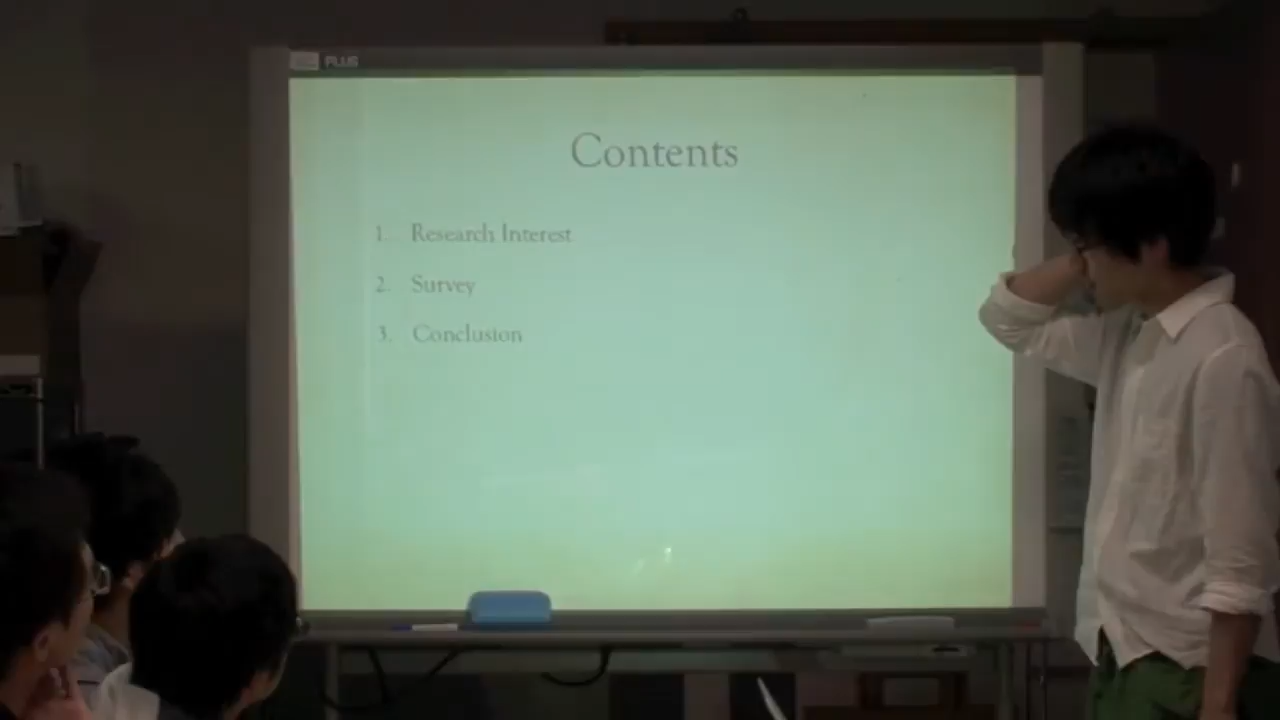 PLUS
Contents
1. Research Interest
2. Survey
3. Conclusion